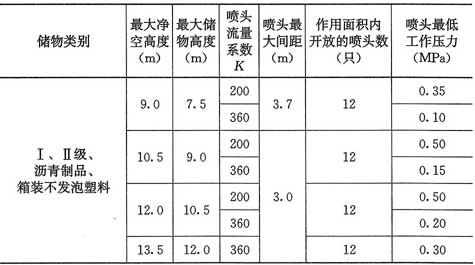 储物类别 最大净空高度（m） 最大储物高度（m） 喷头流量系数K 喷头最大间距（m） 作用面积内开放的喷头数（只） 喷头最低工作压力（MPa）
Ⅰ、Ⅱ级、沥青制品、箱装不发泡塑料 9.0 7.5 200 3.7 12 0.35
360 0.10
10.5 9.0 200 3.0 12 0.50
360 0.15
12.0 10.5 200 12 0.50
360 0.20
13.5 12.0 360 12 0.30